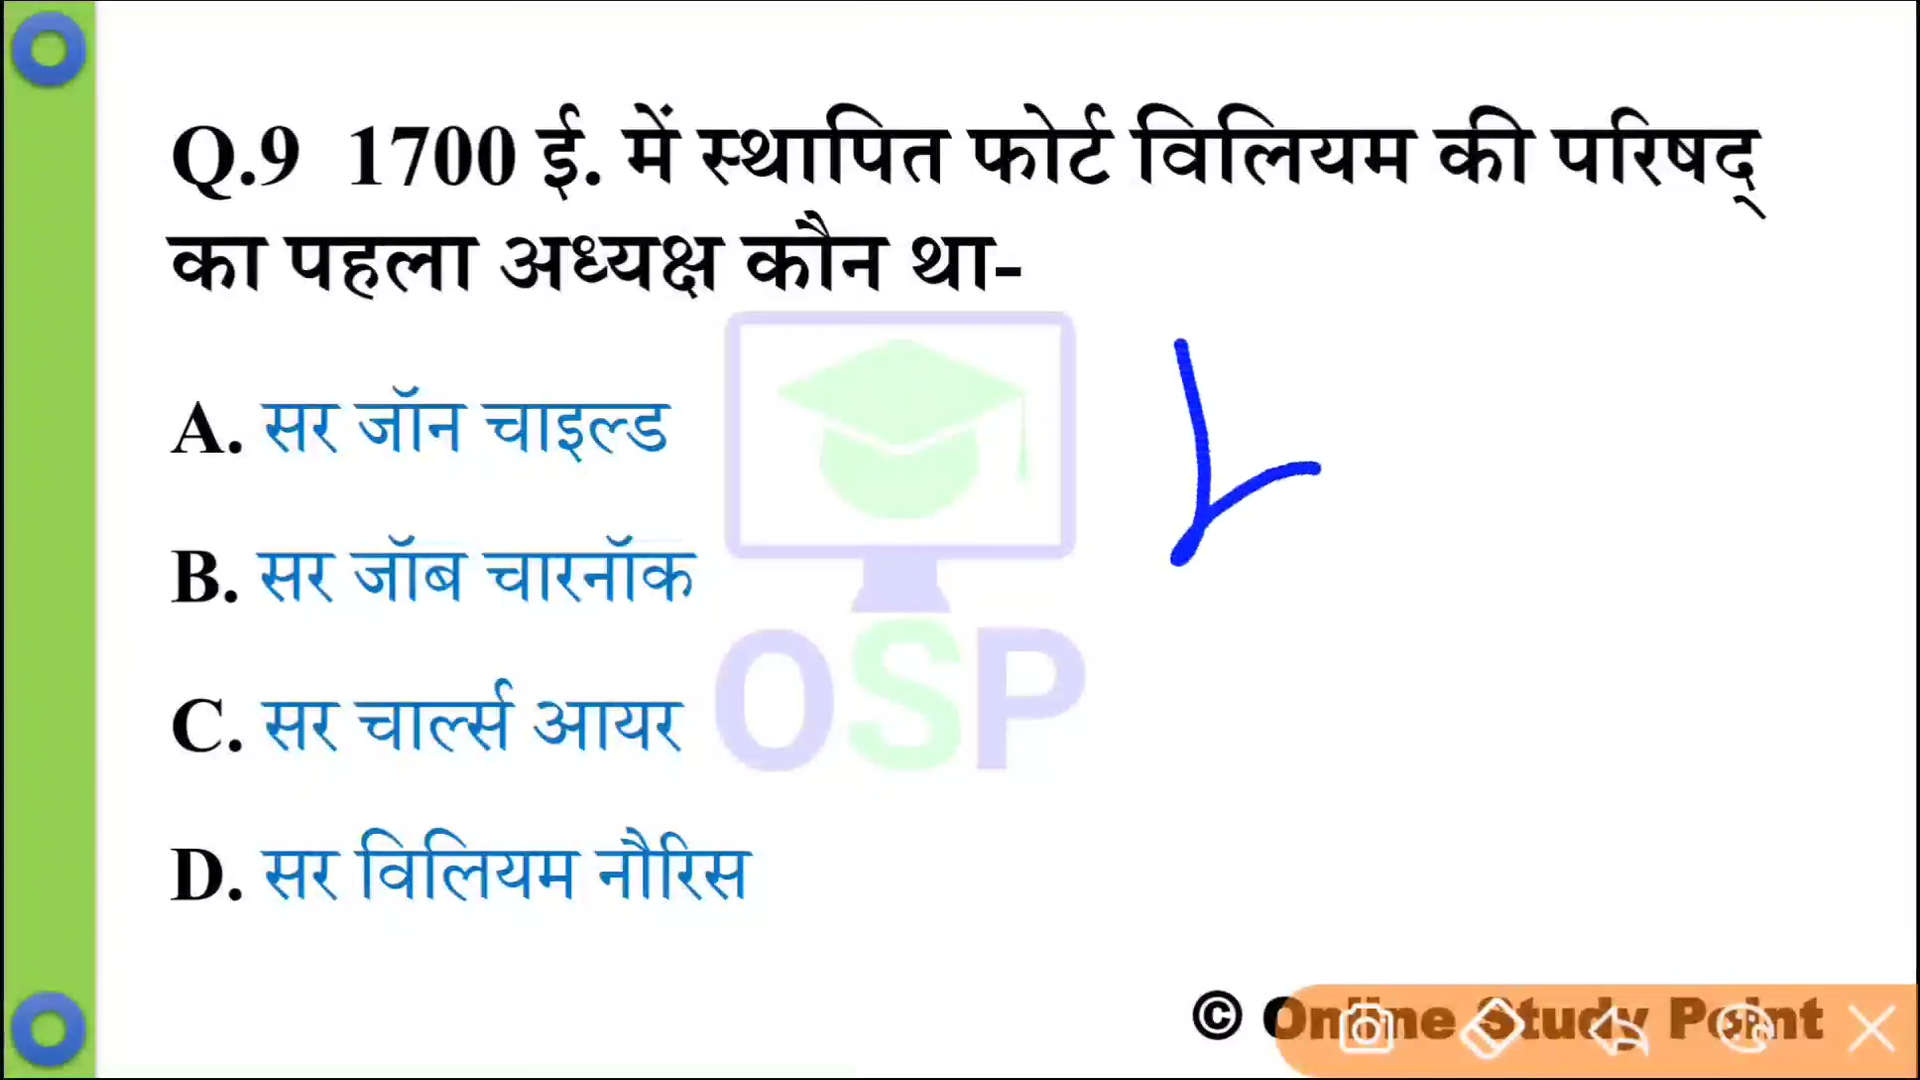 Q.9 1700 ई. में स्थापित फोर्ट विलियम की परिषद्
का पहला अध्यक्ष कौन था-
A. सर जॉन चाइल्ड
B. सर जॉब चारनॉक
C. सर चार्ल्स आयर
D. सर विलियम नौरिस
OSP
© Online Study Point